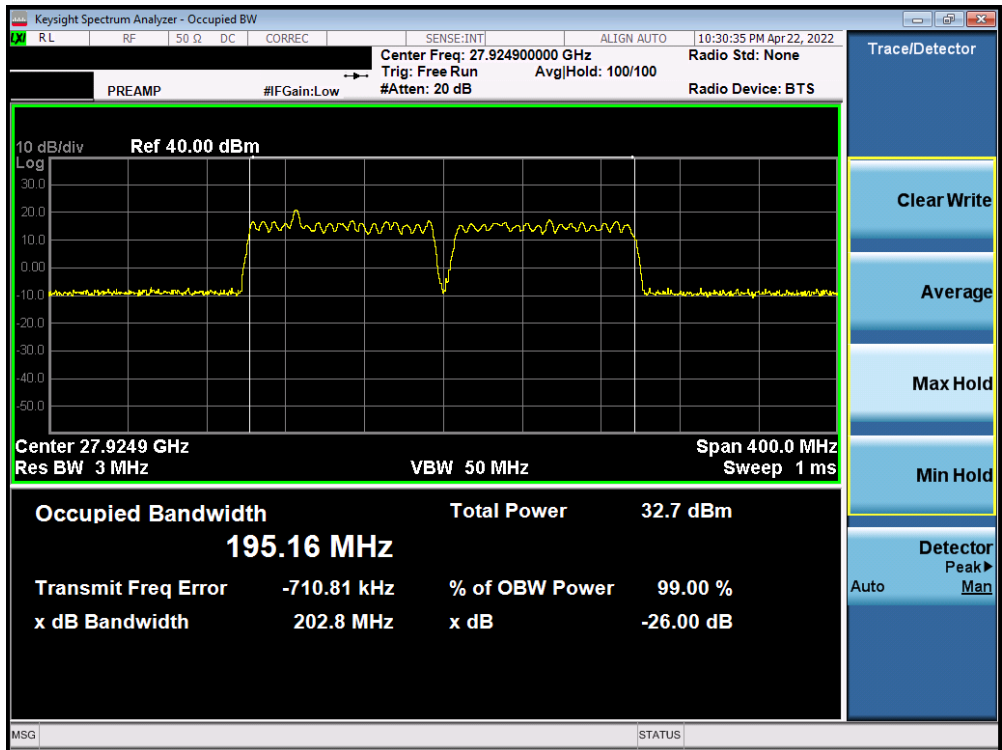 Keysight Spectrum Analyzer - Occupied BW
LXI RL RF 50 Ω DC CORREC SENSE:INT ALIGN AUTO 10:30:35 PM Apr 22, 2022
Center Freq: 27.924900000 GHz Radio Std: None
Trig: Free Run Avg|Hold: 100/100
PREAMP #IFGain:Low #Atten: 20 dB Radio Device: BTS
10 dB/div Ref 40.00 dBm
Log
30.0
20.0
10.0
0.00
-10.0
-20.0
-30.0
-40.0
-50.0
Center 27.9249 GHz Span 400.0 MHz
Res BW 3 MHz VBW 50 MHz Sweep 1 ms
Occupied Bandwidth Total Power 32.7 dBm
195.16 MHz
Transmit Freq Error -710.81 kHz % of OBW Power 99.00 %
x dB Bandwidth 202.8 MHz x dB -26.00 dB
MSG STATUS
Trace/Detector
Clear Write
Average
Max Hold
Min Hold
Detector
Peak▶
Auto Man